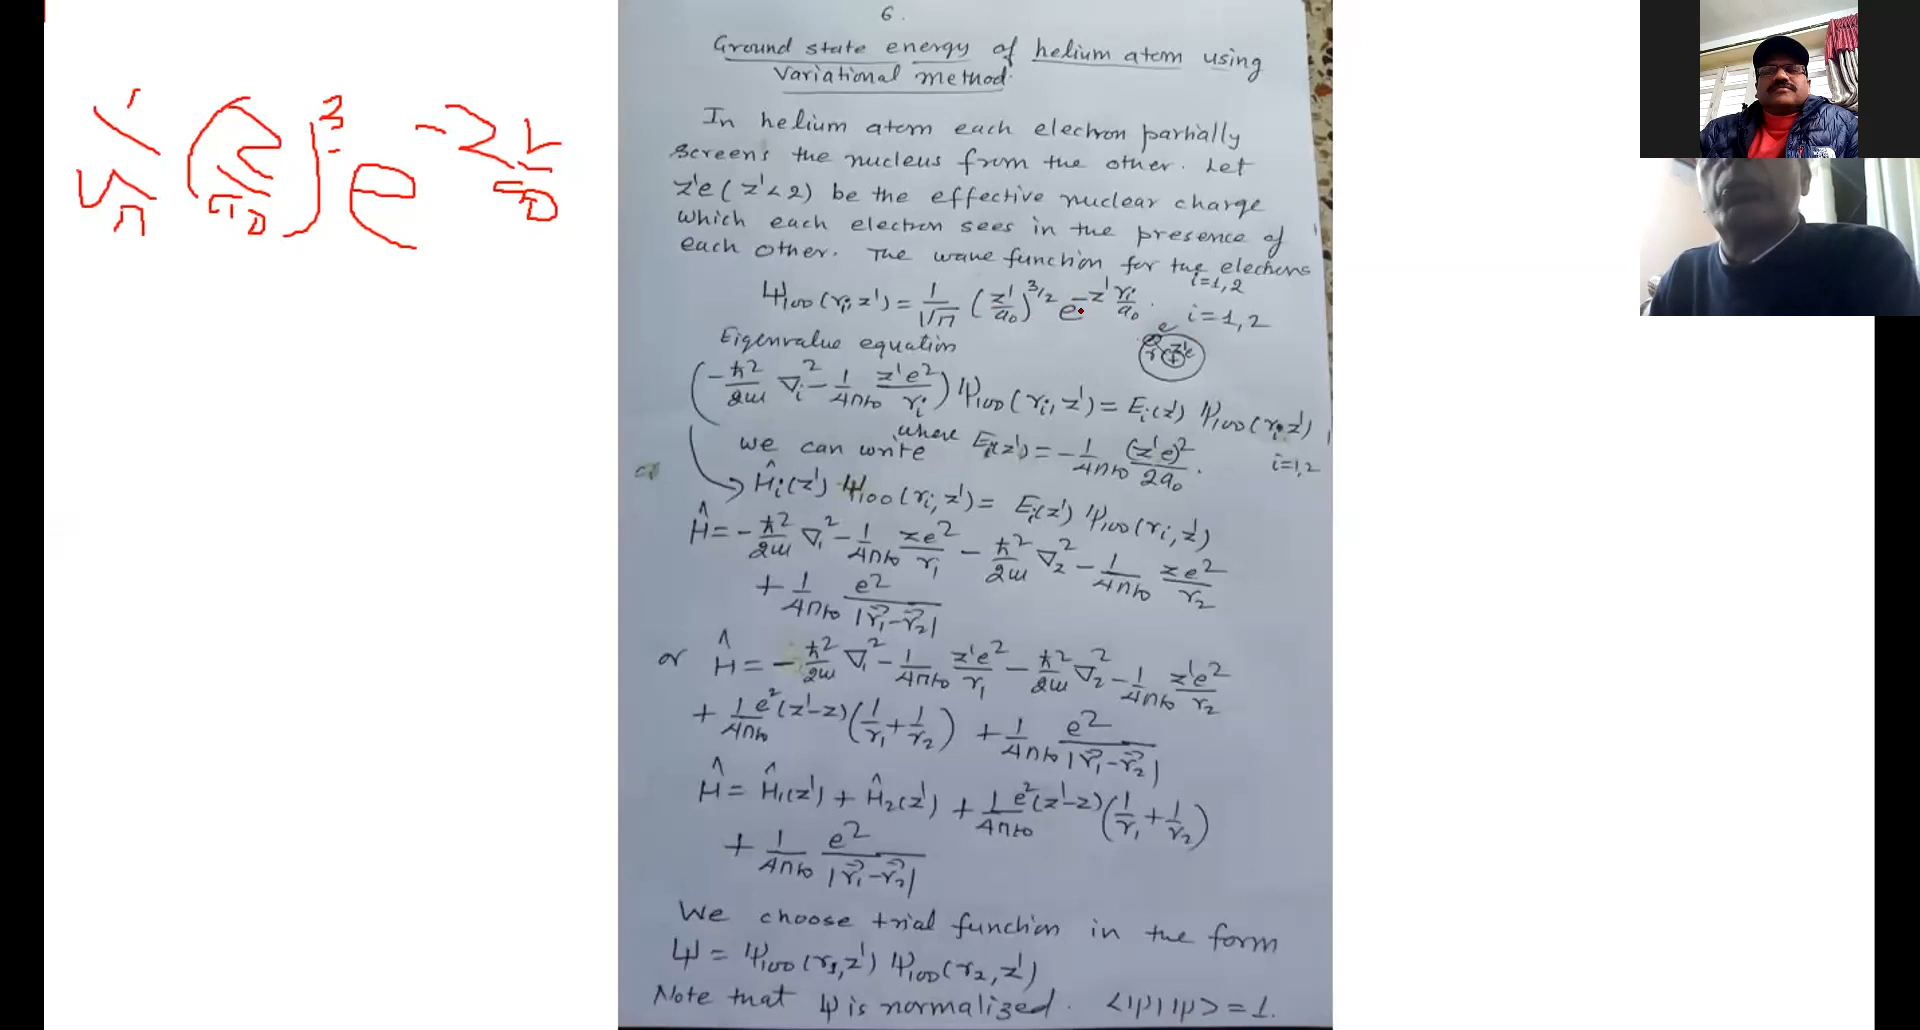 1/√π (Z/a0)^3/2 e^-Z r/a0
6.
Ground state energy of helium atom using
Variational method.
In helium atom each electron partially
screens the nucleus from the other. Let
z'e (z'<2) be the effective nuclear charge
which each electron sees in the presence of
each other. The wave function for the electrons
i=1,2
ψ100(ri, z') = 1/√π (z'/a0)^3/2 e^-z' ri/a0. i=1,2
e
e z'e
r +
Eigenvalue equation
(-ħ²/2m ∇i² - 1/4πε0 z'e²/ri) ψ100(ri, z') = Ei(z') ψ100(ri z')
where Ei(z') = -1/4πε0 (z'e)²/2a0. i=1,2
we can write
Ĥi(z') ψ100(ri, z') = Ei(z') ψ100(ri, z')
Ĥ = -ħ²/2m ∇1² - 1/4πε0 ze²/r1 - ħ²/2m ∇2² - 1/4πε0 ze²/r2
+ 1/4πε0 e²/|r⃗1-r⃗2|
or Ĥ = -ħ²/2m ∇1² - 1/4πε0 z'e²/r1 - ħ²/2m ∇2² - 1/4πε0 z'e²/r2
+ 1/4πε0 e²(z'-z)(1/r1 + 1/r2) + 1/4πε0 e²/|r⃗1-r⃗2|
Ĥ = Ĥ1(z') + Ĥ2(z') + 1/4πε0 e²(z'-z)(1/r1 + 1/r2)
+ 1/4πε0 e²/|r⃗1-r⃗2|
We choose trial function in the form
ψ = ψ100(r1, z') ψ100(r2, z')
Note that ψ is normalized. <ψ|ψ> = 1.